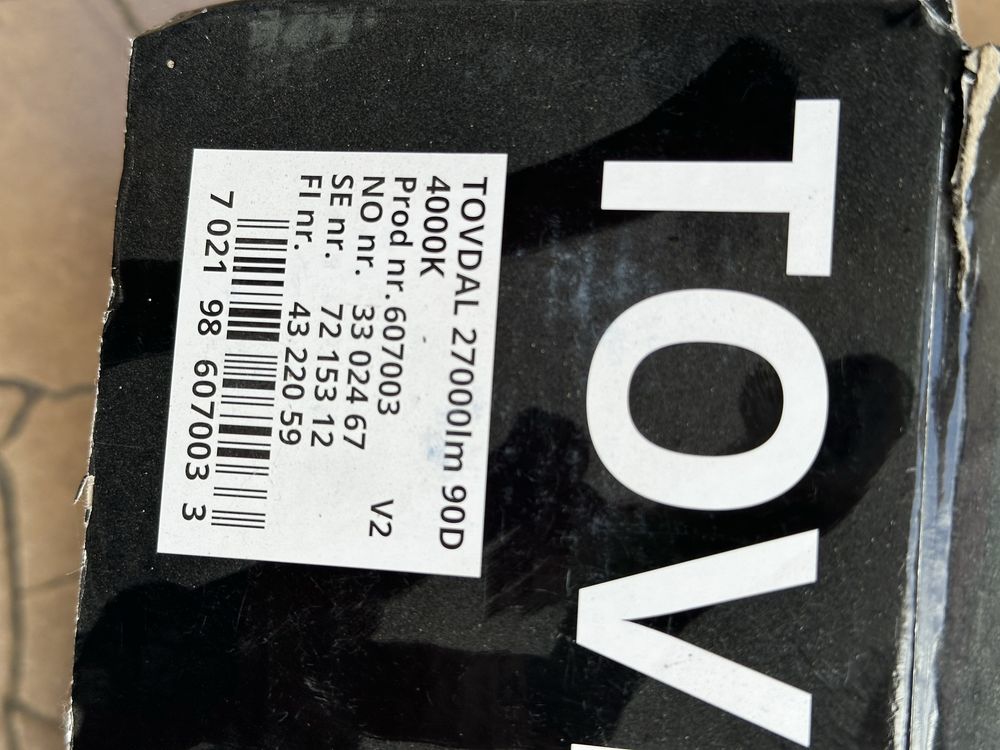 TOVDAL 27000lm 90D
4000K
Prod nr.607003
NO nr. 33 024 67 V2
SE nr. 72 153 12
FI nr. 43 220 59
7 021 98 607003 3
TOV